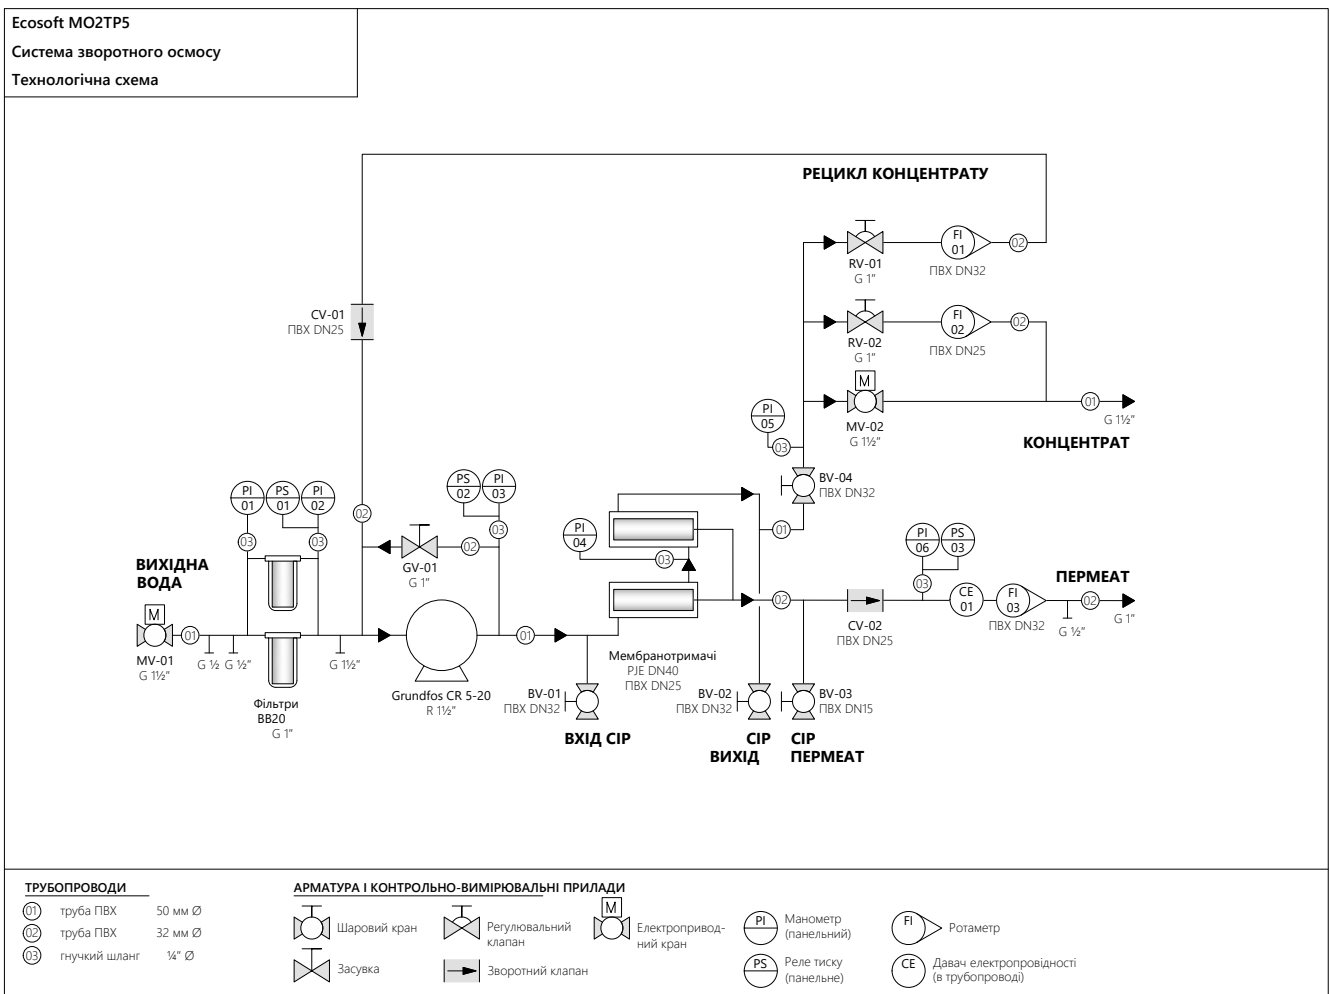 Ecosoft MO2TP5
Система зворотного осмосу
Технологічна схема
РЕЦИКЛ КОНЦЕНТРАТУ
RV-01
G 1"
FI
01
ПВХ DN32
02
CV-01
ПВХ DN25
RV-02
G 1"
FI
02
ПВХ DN25
02
M
MV-02
G 1½"
01
G 1½"
КОНЦЕНТРАТ
PI
05
03
BV-04
ПВХ DN32
01
PI
01
PS
01
PI
02
03
03
02
PS
02
PI
03
03
02
GV-01
G 1"
PI
04
03
PI
06
PS
03
03
ВИХІДНА
ВОДА
M
MV-01
G 1½"
01
G ½
G ½"
G 1½"
Фільтри
BB20
G 1"
Grundfos CR 5-20
R 1½"
01
BV-01
ПВХ DN32
ВХІД CIP
Мембранотримачі
PJE DN40
ПВХ DN25
02
BV-02
ПВХ DN32
CIP
ВИХІД
BV-03
ПВХ DN15
CIP
ПЕРМЕАТ
CV-02
ПВХ DN25
CE
01
FI
03
ПВХ DN32
G ½"
02
G 1"
ПЕРМЕАТ
ТРУБОПРОВОДИ
01 труба ПВХ 50 мм Ø
02 труба ПВХ 32 мм Ø
03 гнучкий шланг ¼" Ø
АРМАТУРА І КОНТРОЛЬНО-ВИМІРЮВАЛЬНІ ПРИЛАДИ
Шаровий кран
Засувка
Регулювальний
клапан
Зворотний клапан
M
Електропривод-
ний кран
PI
Манометр
(панельний)
PS
Реле тиску
(панельне)
FI
Ротаметр
CE
Давач електропровідності
(в трубопроводі)